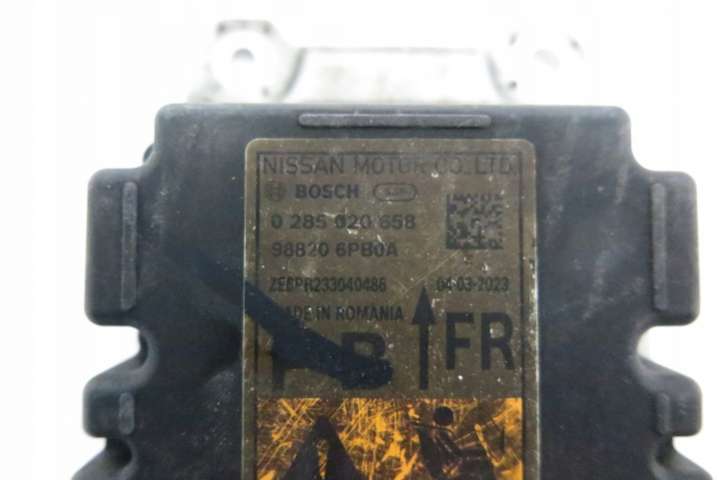 NISSAN MOTOR CO., LTD.
BOSCH
0 285 020 658
98820 6PB0A
04-03-2023
MADE IN ROMANIA
FR